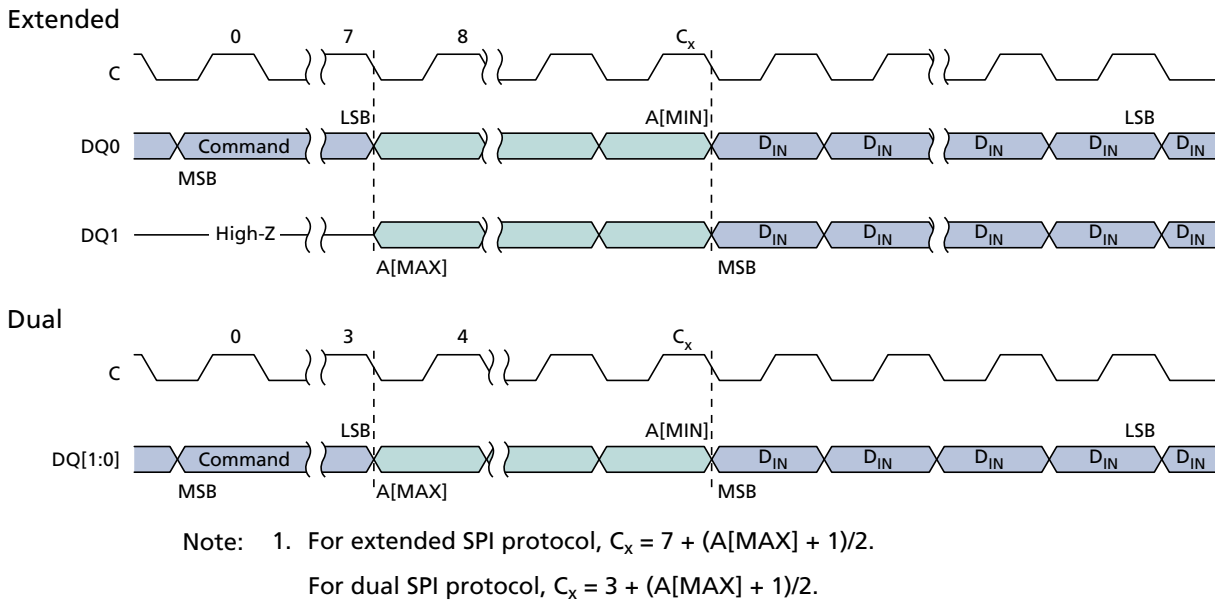 Extended
0 7 8 Cx
C
LSB A[MIN] LSB
DQ0 Command DIN DIN DIN DIN DIN
MSB
DQ1 High-Z DIN DIN DIN DIN DIN
A[MAX] MSB
Dual
0 3 4 Cx
C
LSB A[MIN] LSB
DQ[1:0] Command DIN DIN DIN DIN DIN
MSB A[MAX] MSB
Note: 1. For extended SPI protocol, Cx = 7 + (A[MAX] + 1)/2.
For dual SPI protocol, Cx = 3 + (A[MAX] + 1)/2.